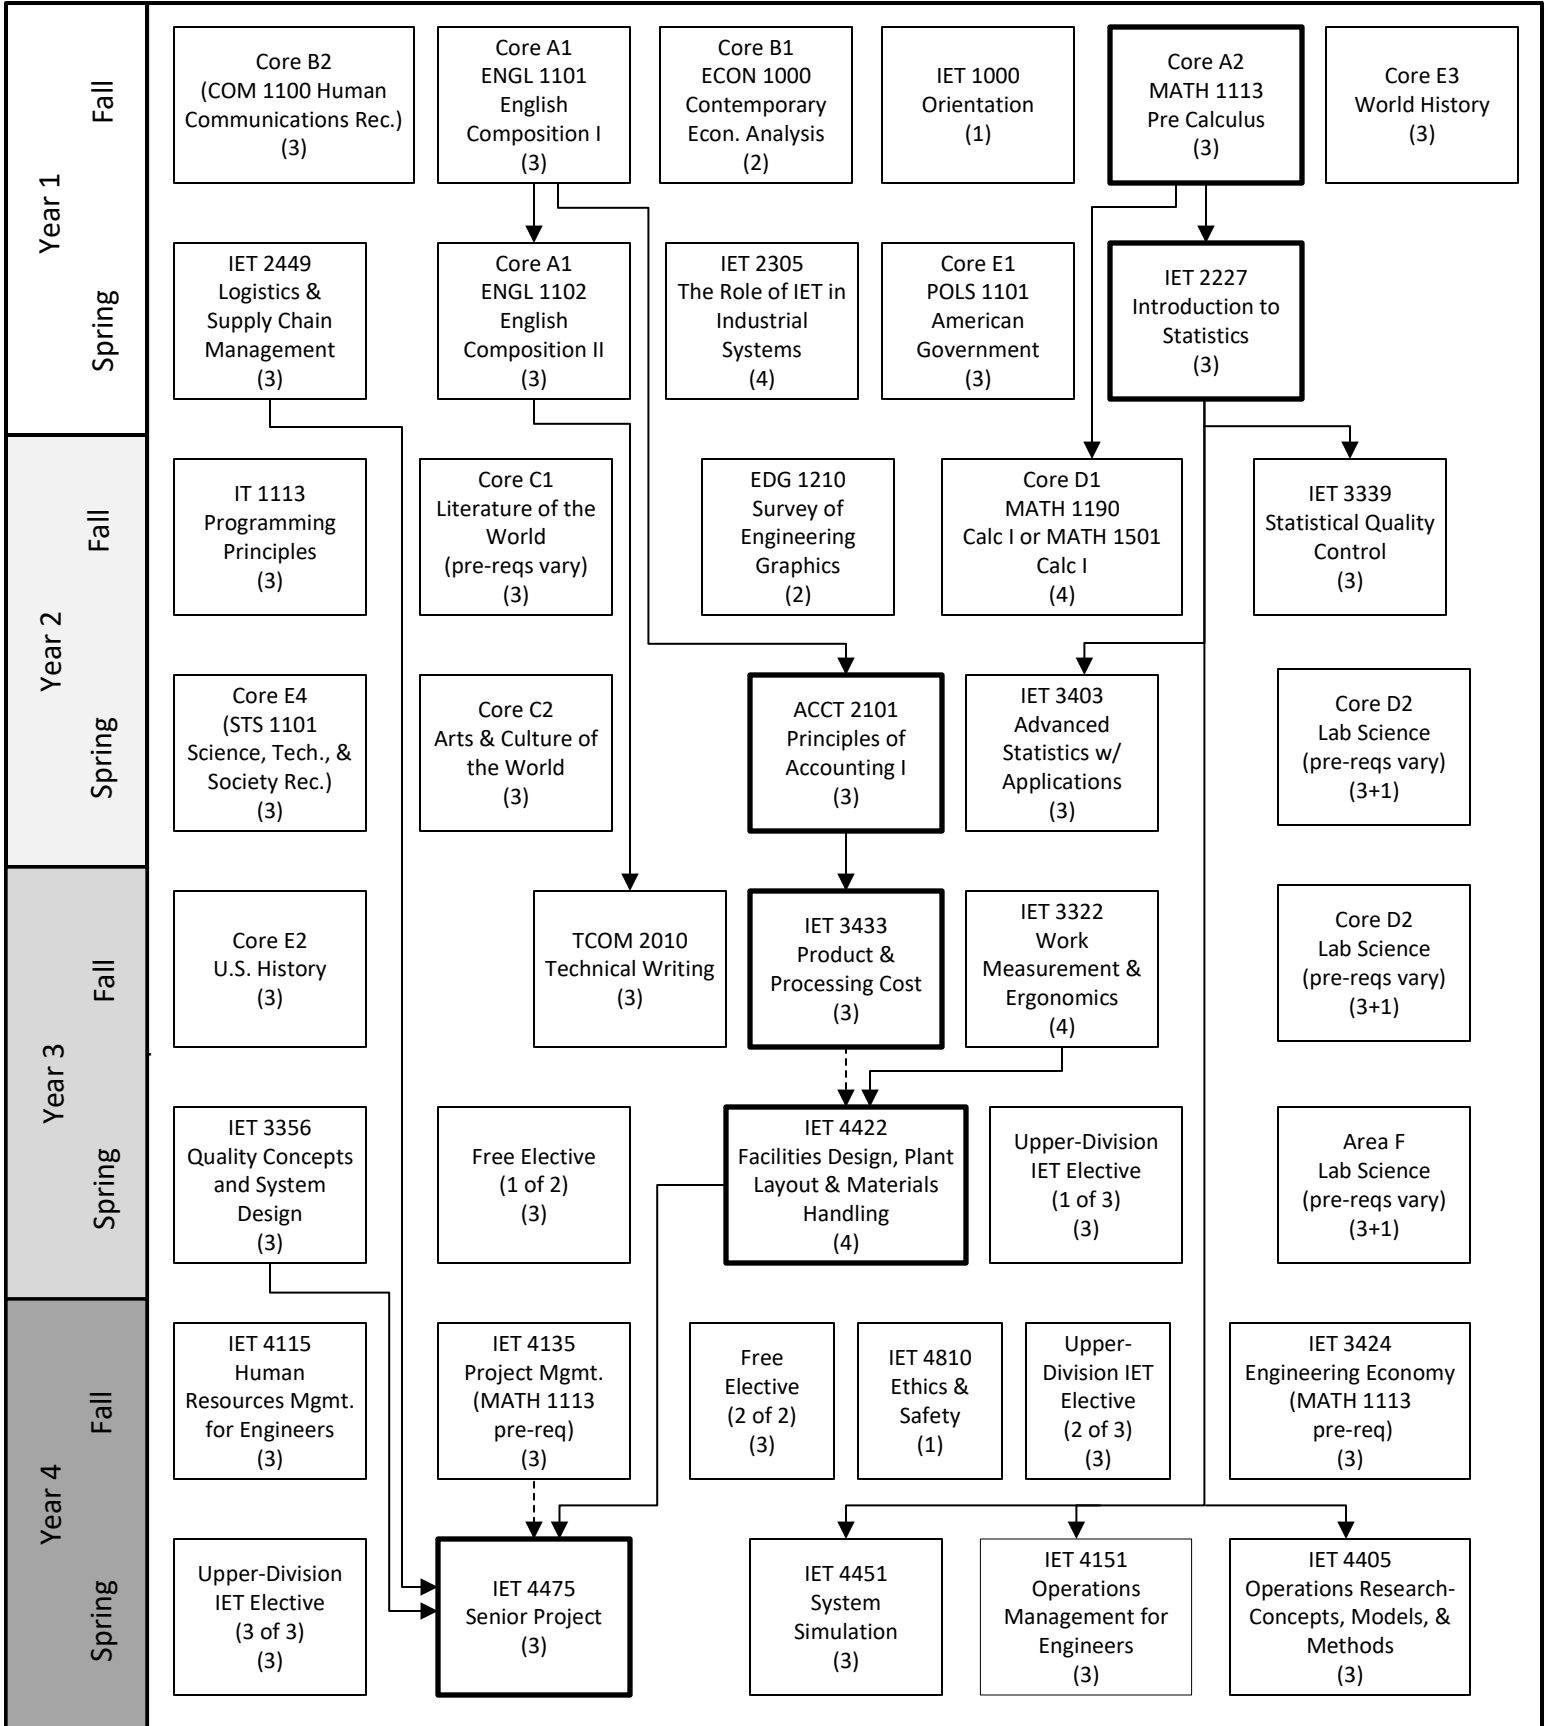 Year 1
Fall
Core B2
(COM 1100 Human
Communications Rec.)
(3)
Core A1
ENGL 1101
English
Composition I
(3)
Core B1
ECON 1000
Contemporary
Econ. Analysis
(2)
IET 1000
Orientation
(1)
Core A2
MATH 1113
Pre Calculus
(3)
Core E3
World History
(3)
Spring
IET 2449
Logistics &
Supply Chain
Management
(3)
Core A1
ENGL 1102
English
Composition II
(3)
IET 2305
The Role of IET in
Industrial
Systems
(4)
Core E1
POLS 1101
American
Government
(3)
IET 2227
Introduction to
Statistics
(3)
Year 2
Fall
IT 1113
Programming
Principles
(3)
Core C1
Literature of the
World
(pre-reqs vary)
(3)
EDG 1210
Survey of
Engineering
Graphics
(2)
Core D1
MATH 1190
Calc I or MATH 1501
Calc I
(4)
IET 3339
Statistical Quality
Control
(3)
Spring
Core E4
(STS 1101
Science, Tech., &
Society Rec.)
(3)
Core C2
Arts & Culture of
the World
(3)
ACCT 2101
Principles of
Accounting I
(3)
IET 3403
Advanced
Statistics w/
Applications
(3)
Core D2
Lab Science
(pre-reqs vary)
(3+1)
Year 3
Fall
Core E2
U.S. History
(3)
TCOM 2010
Technical Writing
(3)
IET 3433
Product &
Processing Cost
(3)
IET 3322
Work
Measurement &
Ergonomics
(4)
Core D2
Lab Science
(pre-reqs vary)
(3+1)
Spring
IET 3356
Quality Concepts
and System
Design
(3)
Free Elective
(1 of 2)
(3)
IET 4422
Facilities Design, Plant
Layout & Materials
Handling
(4)
Upper-Division
IET Elective
(1 of 3)
(3)
Area F
Lab Science
(pre-reqs vary)
(3+1)
Year 4
Fall
IET 4115
Human
Resources Mgmt.
for Engineers
(3)
IET 4135
Project Mgmt.
(MATH 1113
pre-req)
(3)
Free
Elective
(2 of 2)
(3)
IET 4810
Ethics &
Safety
(1)
Upper-
Division IET
Elective
(2 of 3)
(3)
IET 3424
Engineering Economy
(MATH 1113
pre-req)
(3)
Spring
Upper-Division
IET Elective
(3 of 3)
(3)
IET 4475
Senior Project
(3)
IET 4451
System
Simulation
(3)
IET 4151
Operations
Management for
Engineers
(3)
IET 4405
Operations Research-
Concepts, Models, &
Methods
(3)